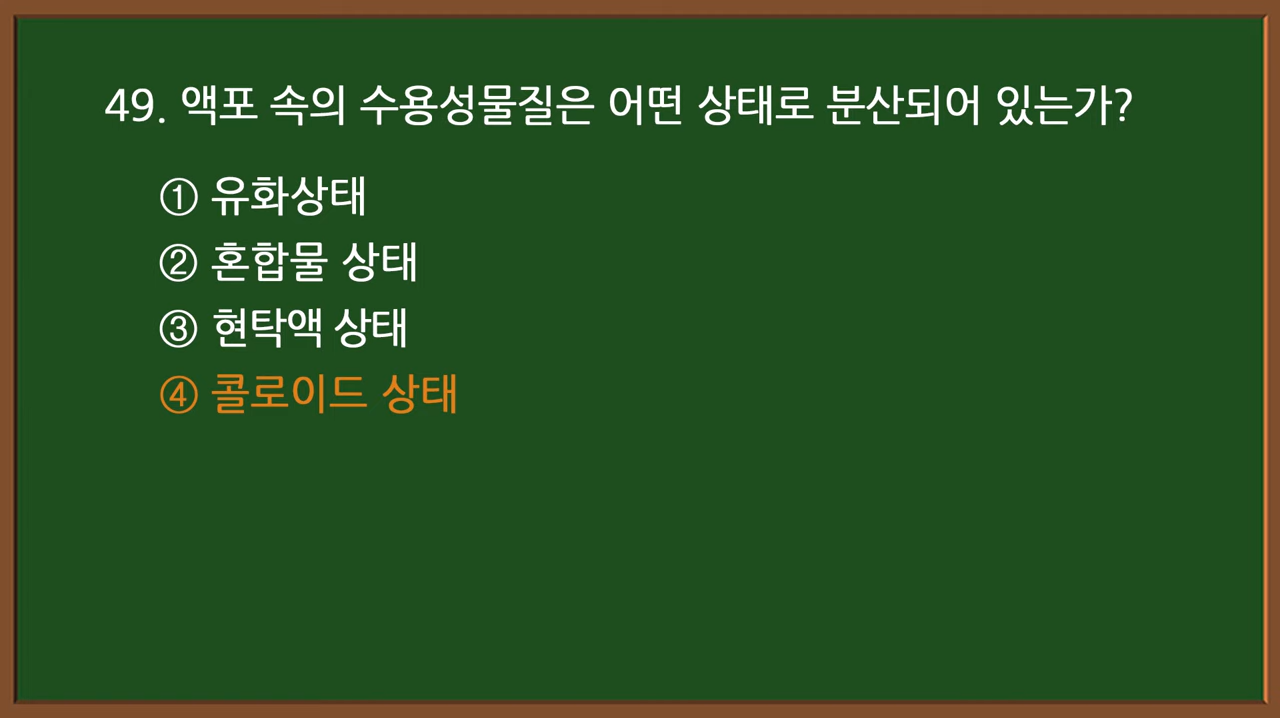 49. 액포 속의 수용성물질은 어떤 상태로 분산되어 있는가?
① 유화상태
② 혼합물 상태
③ 현탁액 상태
④ 콜로이드 상태